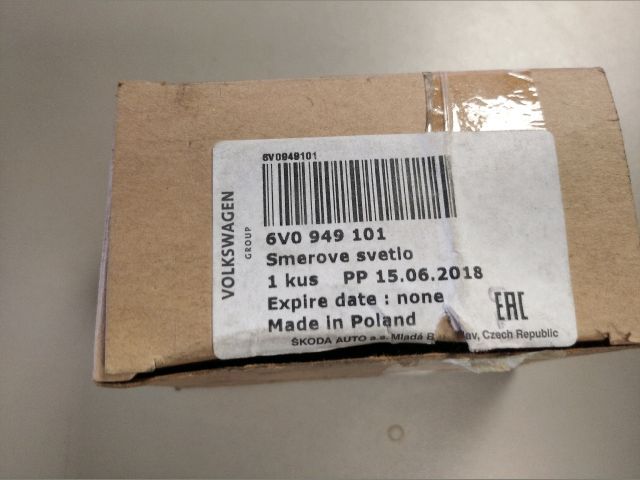 6V0949101
VOLKSWAGEN
GROUP
6V0 949 101
Smerove svetlo
1 kus PP 15.06.2018
Expire date : none
Made in Poland
EAC
ŠKODA AUTO a.s. Mladá Czech Republic